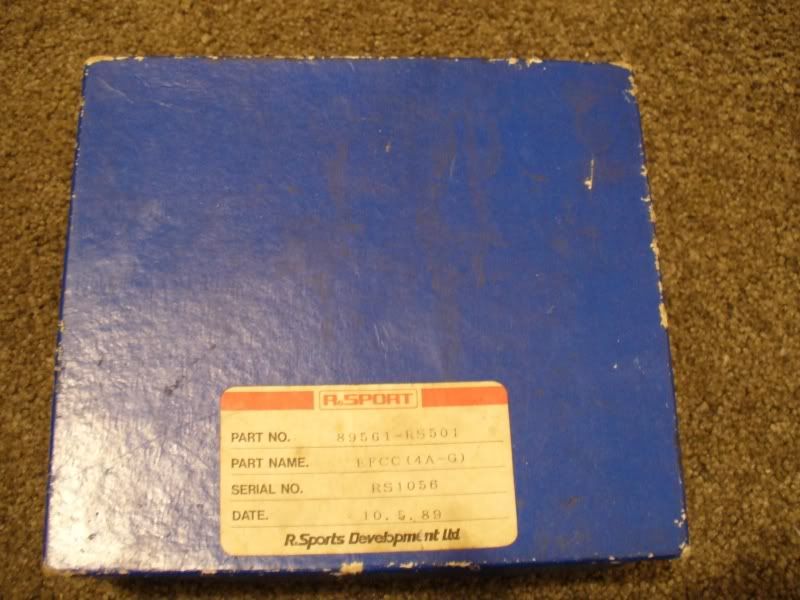 R.SPORT
PART NO. 89561-RS501
PART NAME. EFCC(4A-G)
SERIAL NO. RS1056
DATE. 10.5.89
R.Sports Development Ltd.